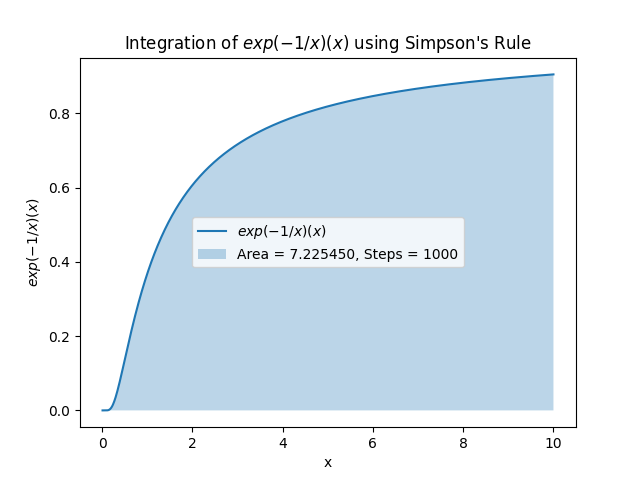 Integration of exp(−1/x)(x) using Simpson's Rule
exp(−1/x)(x)
0.8
0.6
0.4
0.2
0.0
exp(−1/x)(x)
Area = 7.225450, Steps = 1000
0 2 4 6 8 10
x